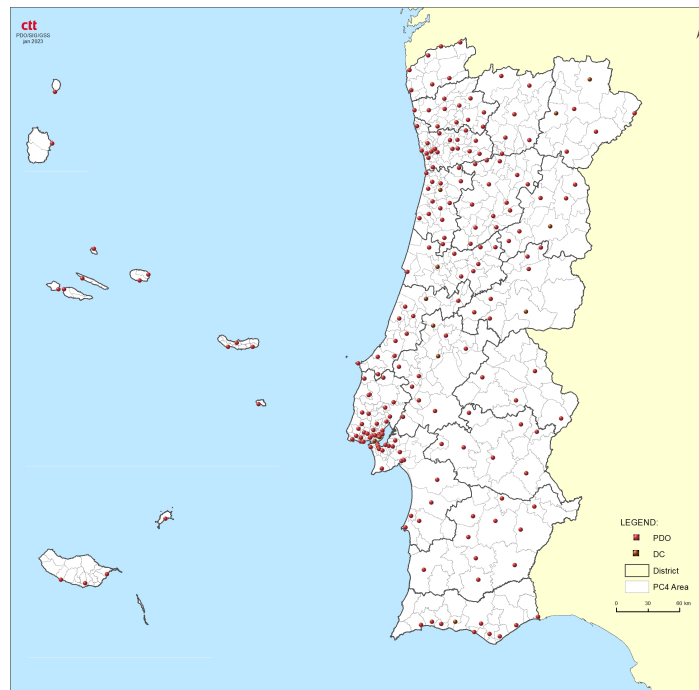 ctt
PDO/SIG/GSS
jan 2023
LEGEND:
PDO
DC
District
PC4 Area
0 30 60 km